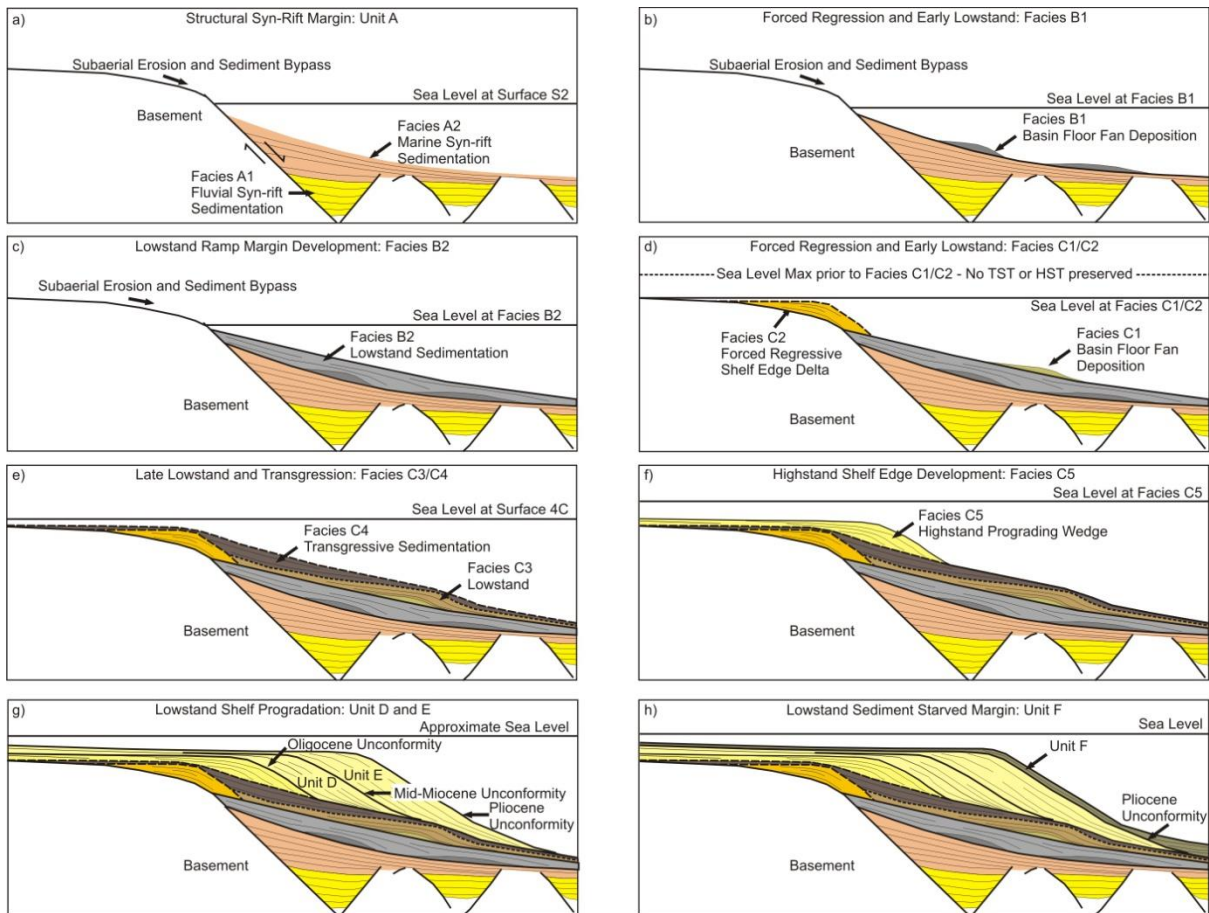 a)
Structural Syn-Rift Margin: Unit A
Subaerial Erosion and Sediment Bypass
Sea Level at Surface S2
Basement
Facies A2
Marine Syn-rift
Sedimentation
Facies A1
Fluvial Syn-rift
Sedimentation
b)
Forced Regression and Early Lowstand: Facies B1
Subaerial Erosion and Sediment Bypass
Sea Level at Facies B1
Facies B1
Basin Floor Fan Deposition
Basement
c)
Lowstand Ramp Margin Development: Facies B2
Subaerial Erosion and Sediment Bypass
Sea Level at Facies B2
Facies B2
Lowstand Sedimentation
Basement
d)
Forced Regression and Early Lowstand: Facies C1/C2
Sea Level Max prior to Facies C1/C2 - No TST or HST preserved
Sea Level at Facies C1/C2
Facies C2
Forced Regressive
Shelf Edge Delta
Facies C1
Basin Floor Fan
Deposition
Basement
e)
Late Lowstand and Transgression: Facies C3/C4
Sea Level at Surface 4C
Facies C4
Transgressive Sedimentation
Facies C3
Lowstand
Basement
f)
Highstand Shelf Edge Development: Facies C5
Sea Level at Facies C5
Facies C5
Highstand Prograding Wedge
Basement
g)
Lowstand Shelf Progradation: Unit D and E
Approximate Sea Level
Oligocene Unconformity
Unit D
Unit E
Mid-Miocene Unconformity
Pliocene
Unconformity
Basement
h)
Lowstand Sediment Starved Margin: Unit F
Sea Level
Unit F
Pliocene
Unconformity
Basement